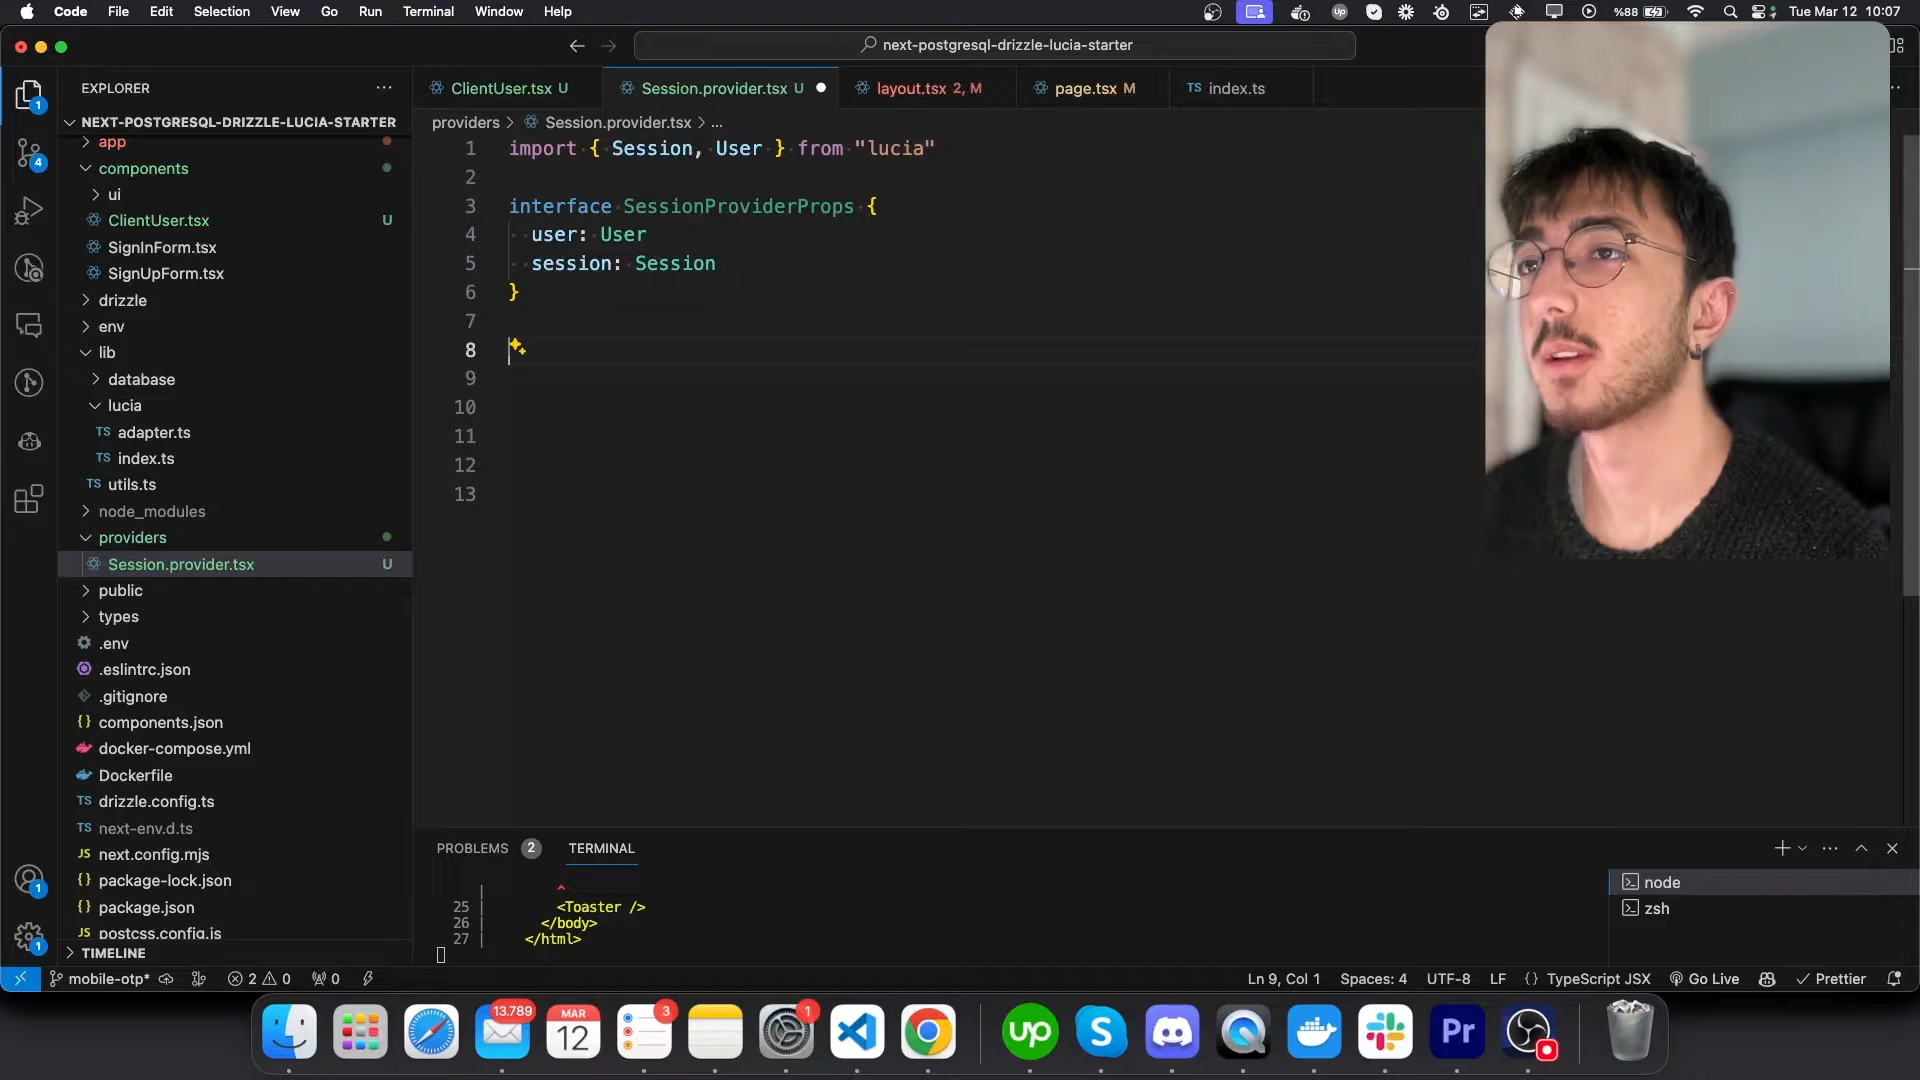 Code File Edit Selection View Go Run Terminal Window Help
%88 Tue Mar 12 10:07
next-postgresql-drizzle-lucia-starter
EXPLORER
ClientUser.tsx U
Session.provider.tsx U
layout.tsx 2, M
page.tsx M
TS index.ts
NEXT-POSTGRESQL-DRIZZLE-LUCIA-STARTER
providers > Session.provider.tsx > ...
app
components
ui
ClientUser.tsx U
SignInForm.tsx
SignUpForm.tsx
drizzle
env
lib
database
lucia
TS adapter.ts
TS index.ts
TS utils.ts
node_modules
providers
Session.provider.tsx U
public
types
.env
.eslintrc.json
.gitignore
{} components.json
docker-compose.yml
Dockerfile
TS drizzle.config.ts
TS next-env.d.ts
JS next.config.mjs
{} package-lock.json
{} package.json
JS postcss.config.js
TIMELINE
1 import { Session, User } from "lucia"
2
3 interface SessionProviderProps {
4 user: User
5 session: Session
6 }
7
8
9
10
11
12
13
1
4
1
1
PROBLEMS 2 TERMINAL
| ^
25 | <Toaster />
26 | </body>
27 | </html>
node
zsh
mobile-otp* 2 0 0
Ln 9, Col 1 Spaces: 4 UTF-8 LF {} TypeScript JSX Go Live Prettier
13.789
MAR
12
3
1
up
S
Pr